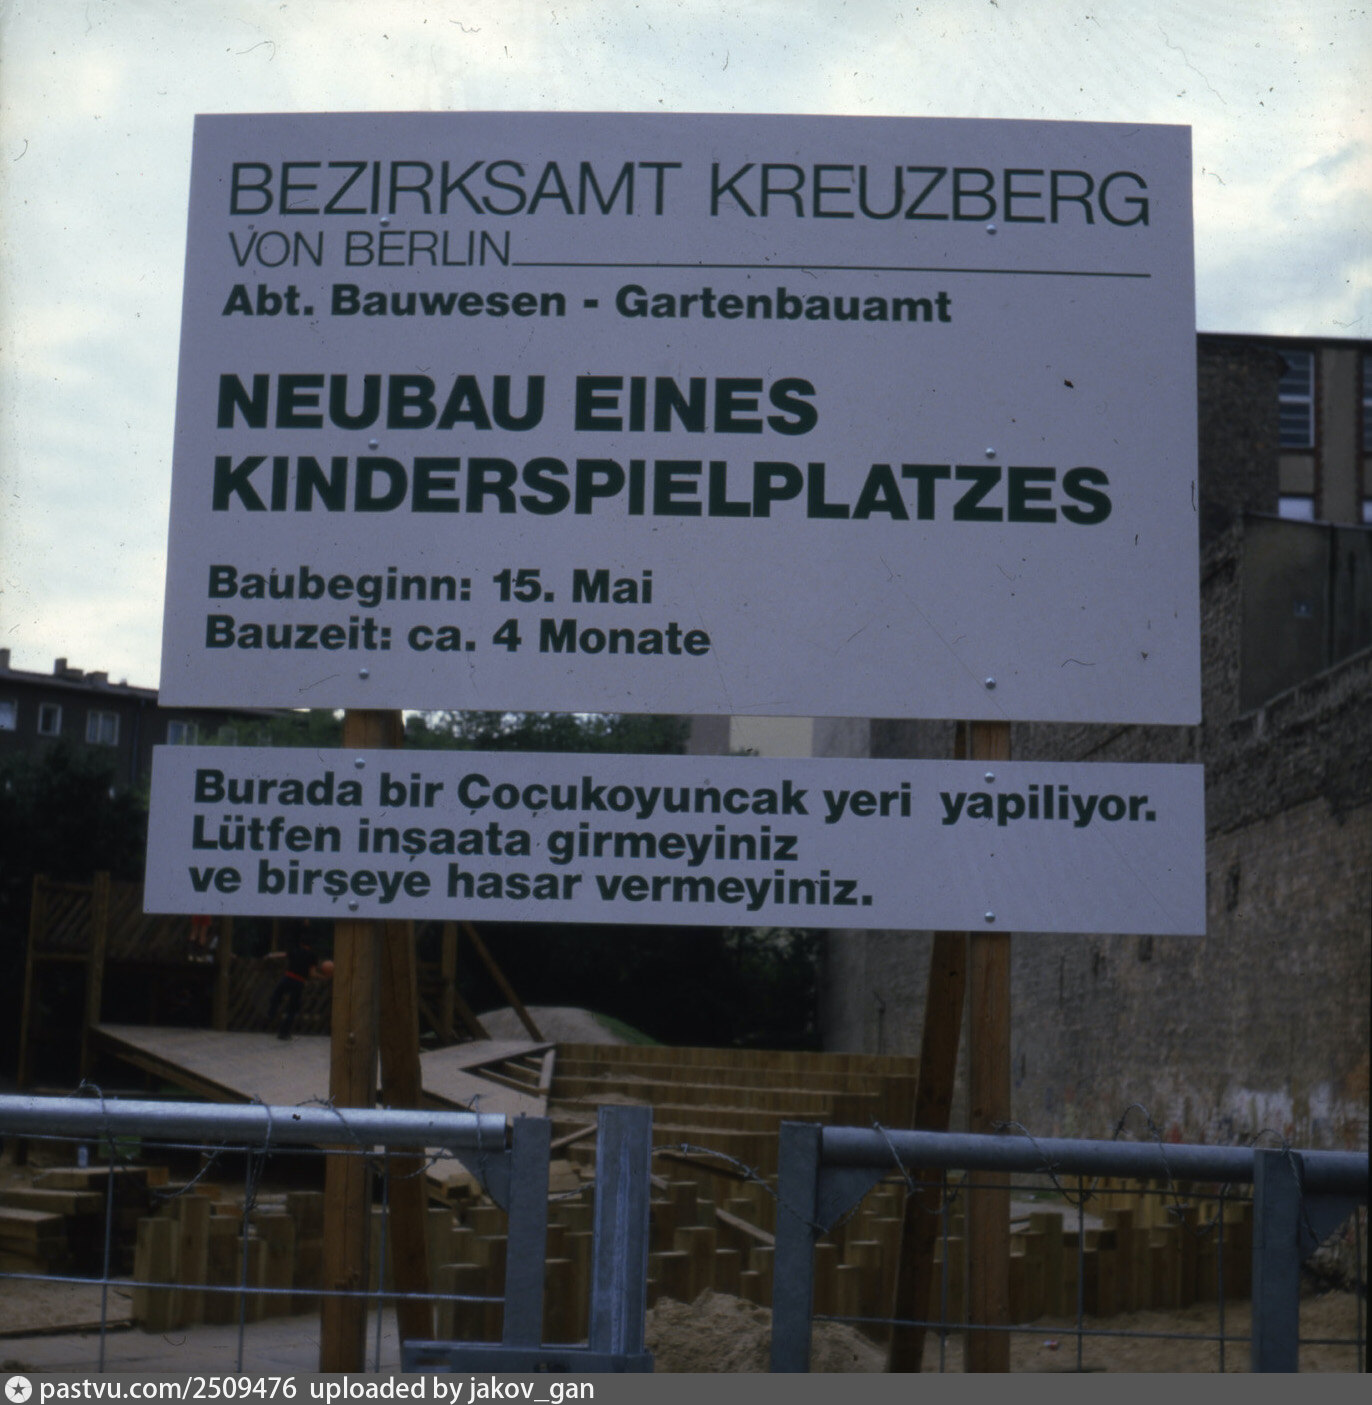 BEZIRKSAMT KREUZBERG
VON BERLIN
Abt. Bauwesen - Gartenbauamt
NEUBAU EINES
KINDERSPIELPLATZES
Baubeginn: 15. Mai
Bauzeit: ca. 4 Monate
Burada bir Çoçukoyuncak yeri yapiliyor.
Lütfen inşaata girmeyiniz
ve birşeye hasar vermeyiniz.
pastvu.com/2509476 uploaded by jakov_gan